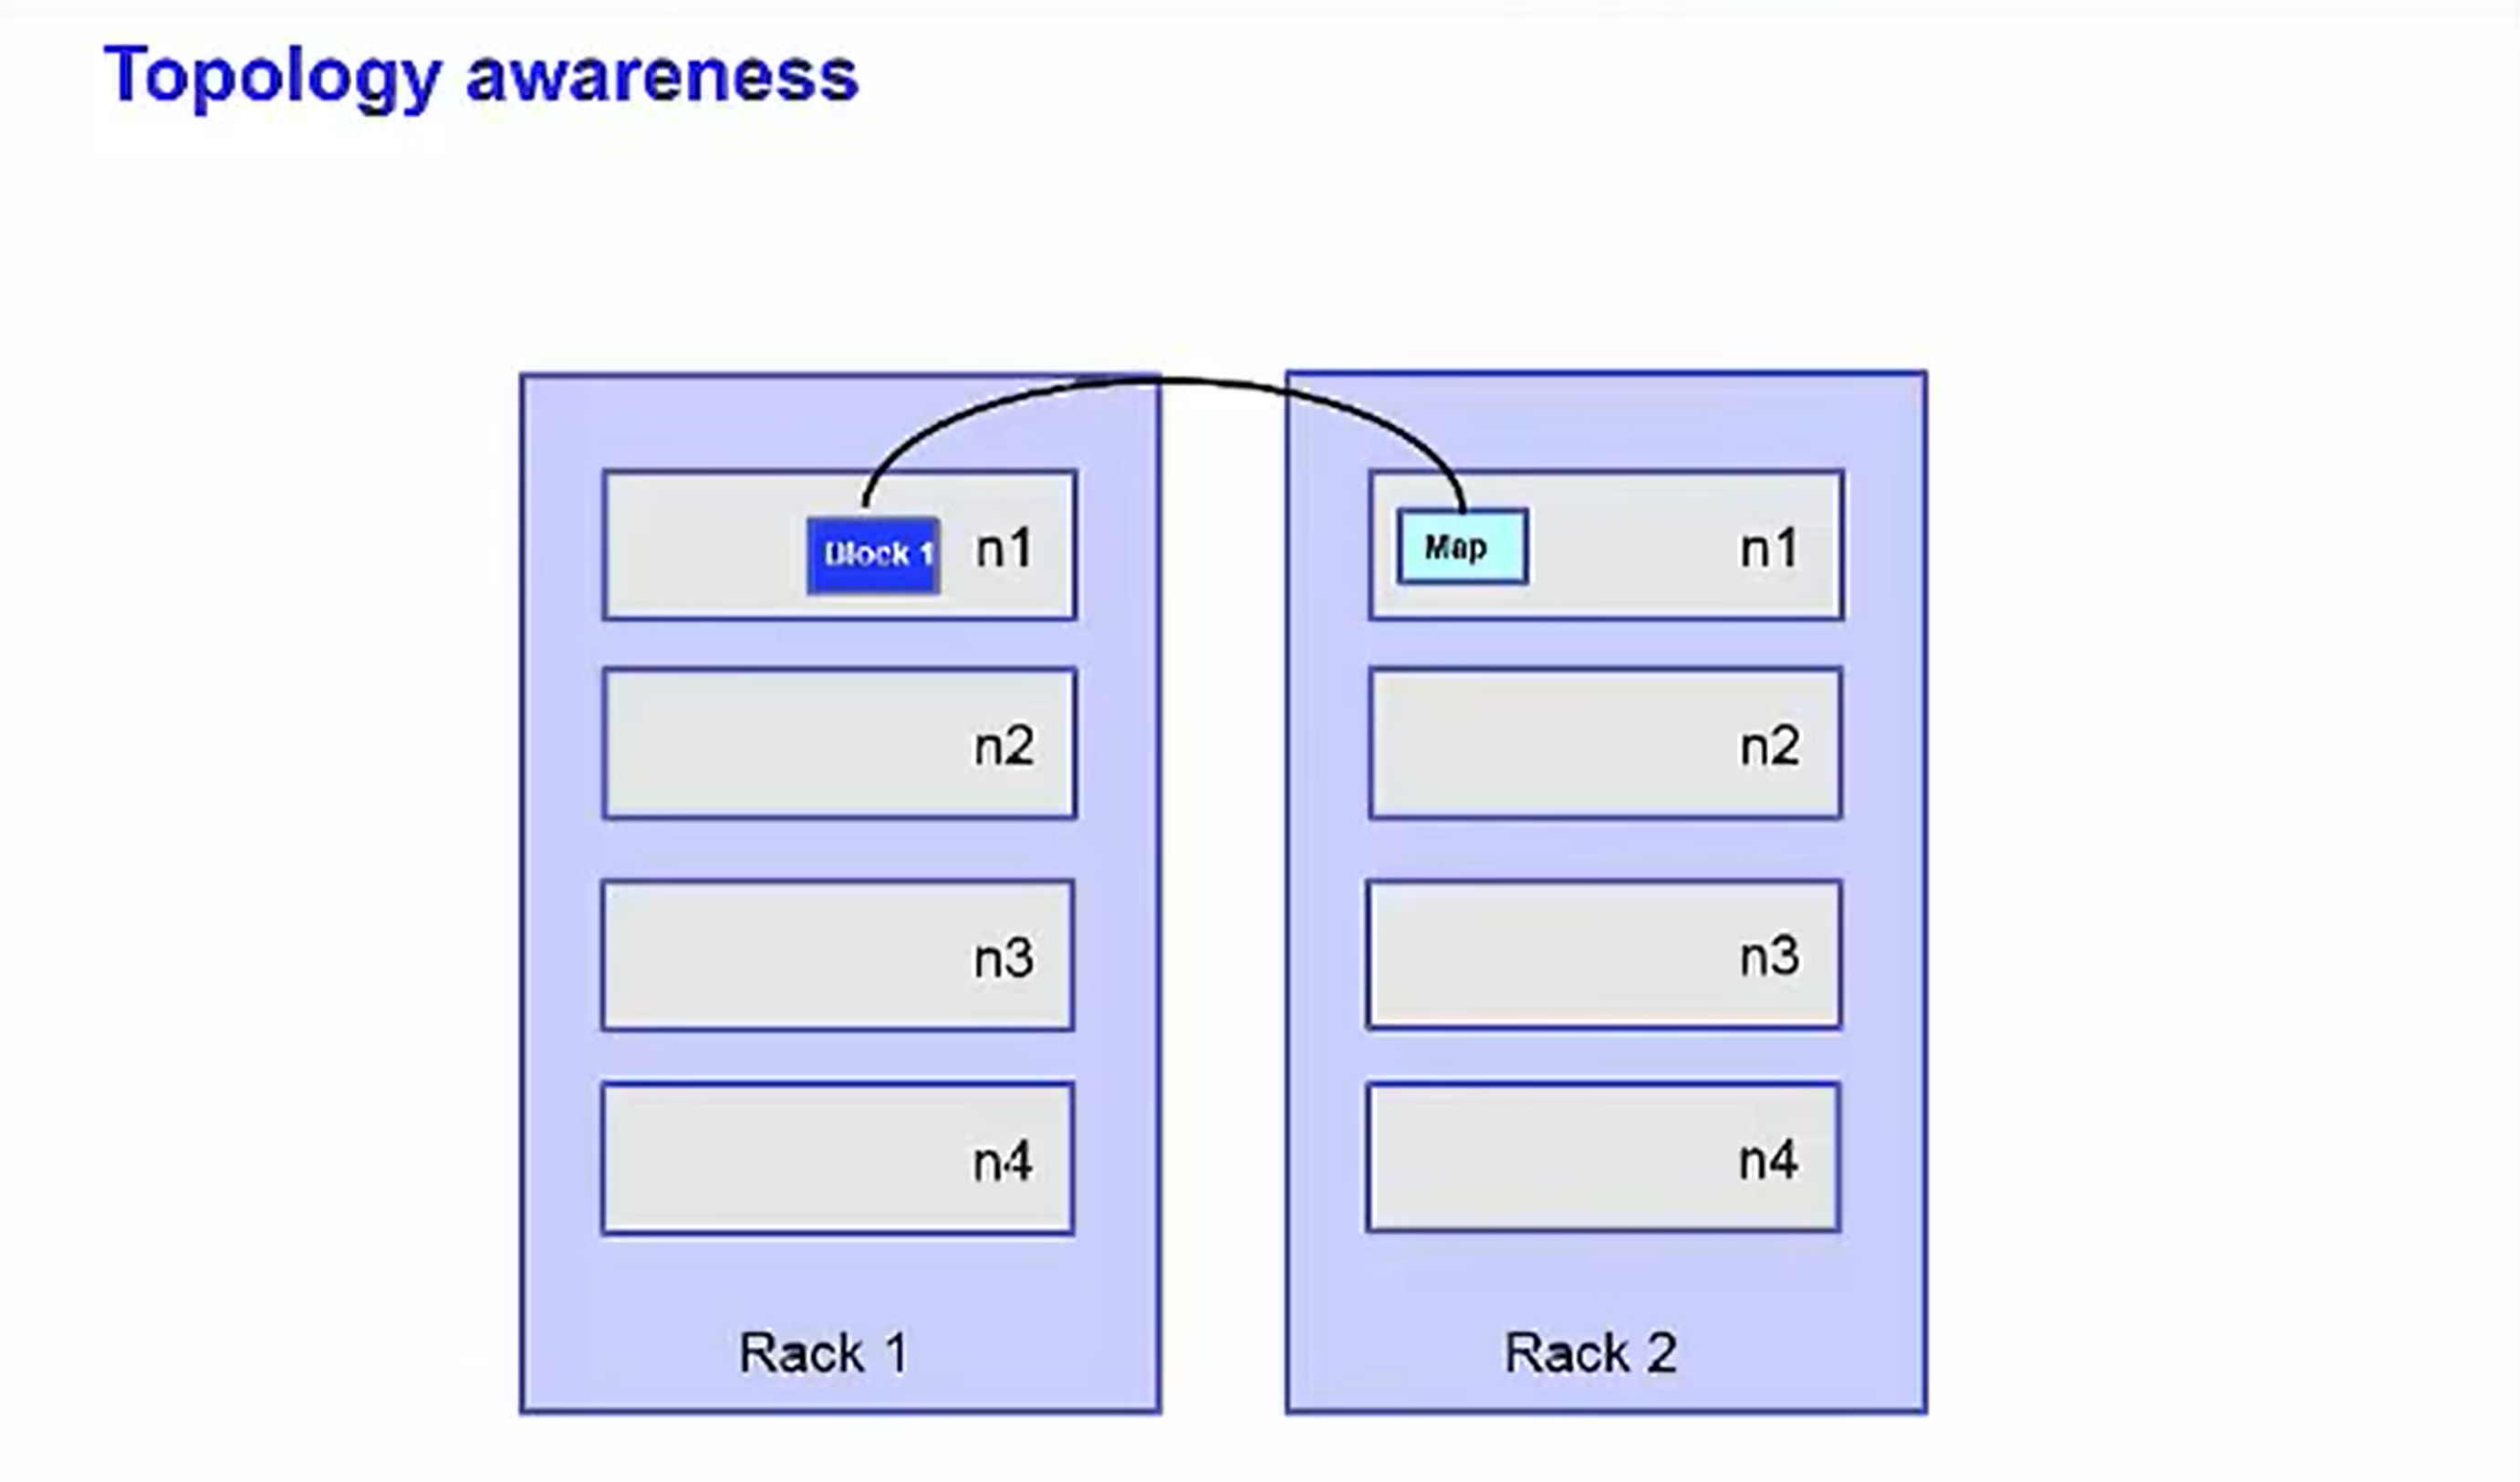 Topology awareness
Block 1 n1
n2
n3
n4
Rack 1
Map n1
n2
n3
n4
Rack 2